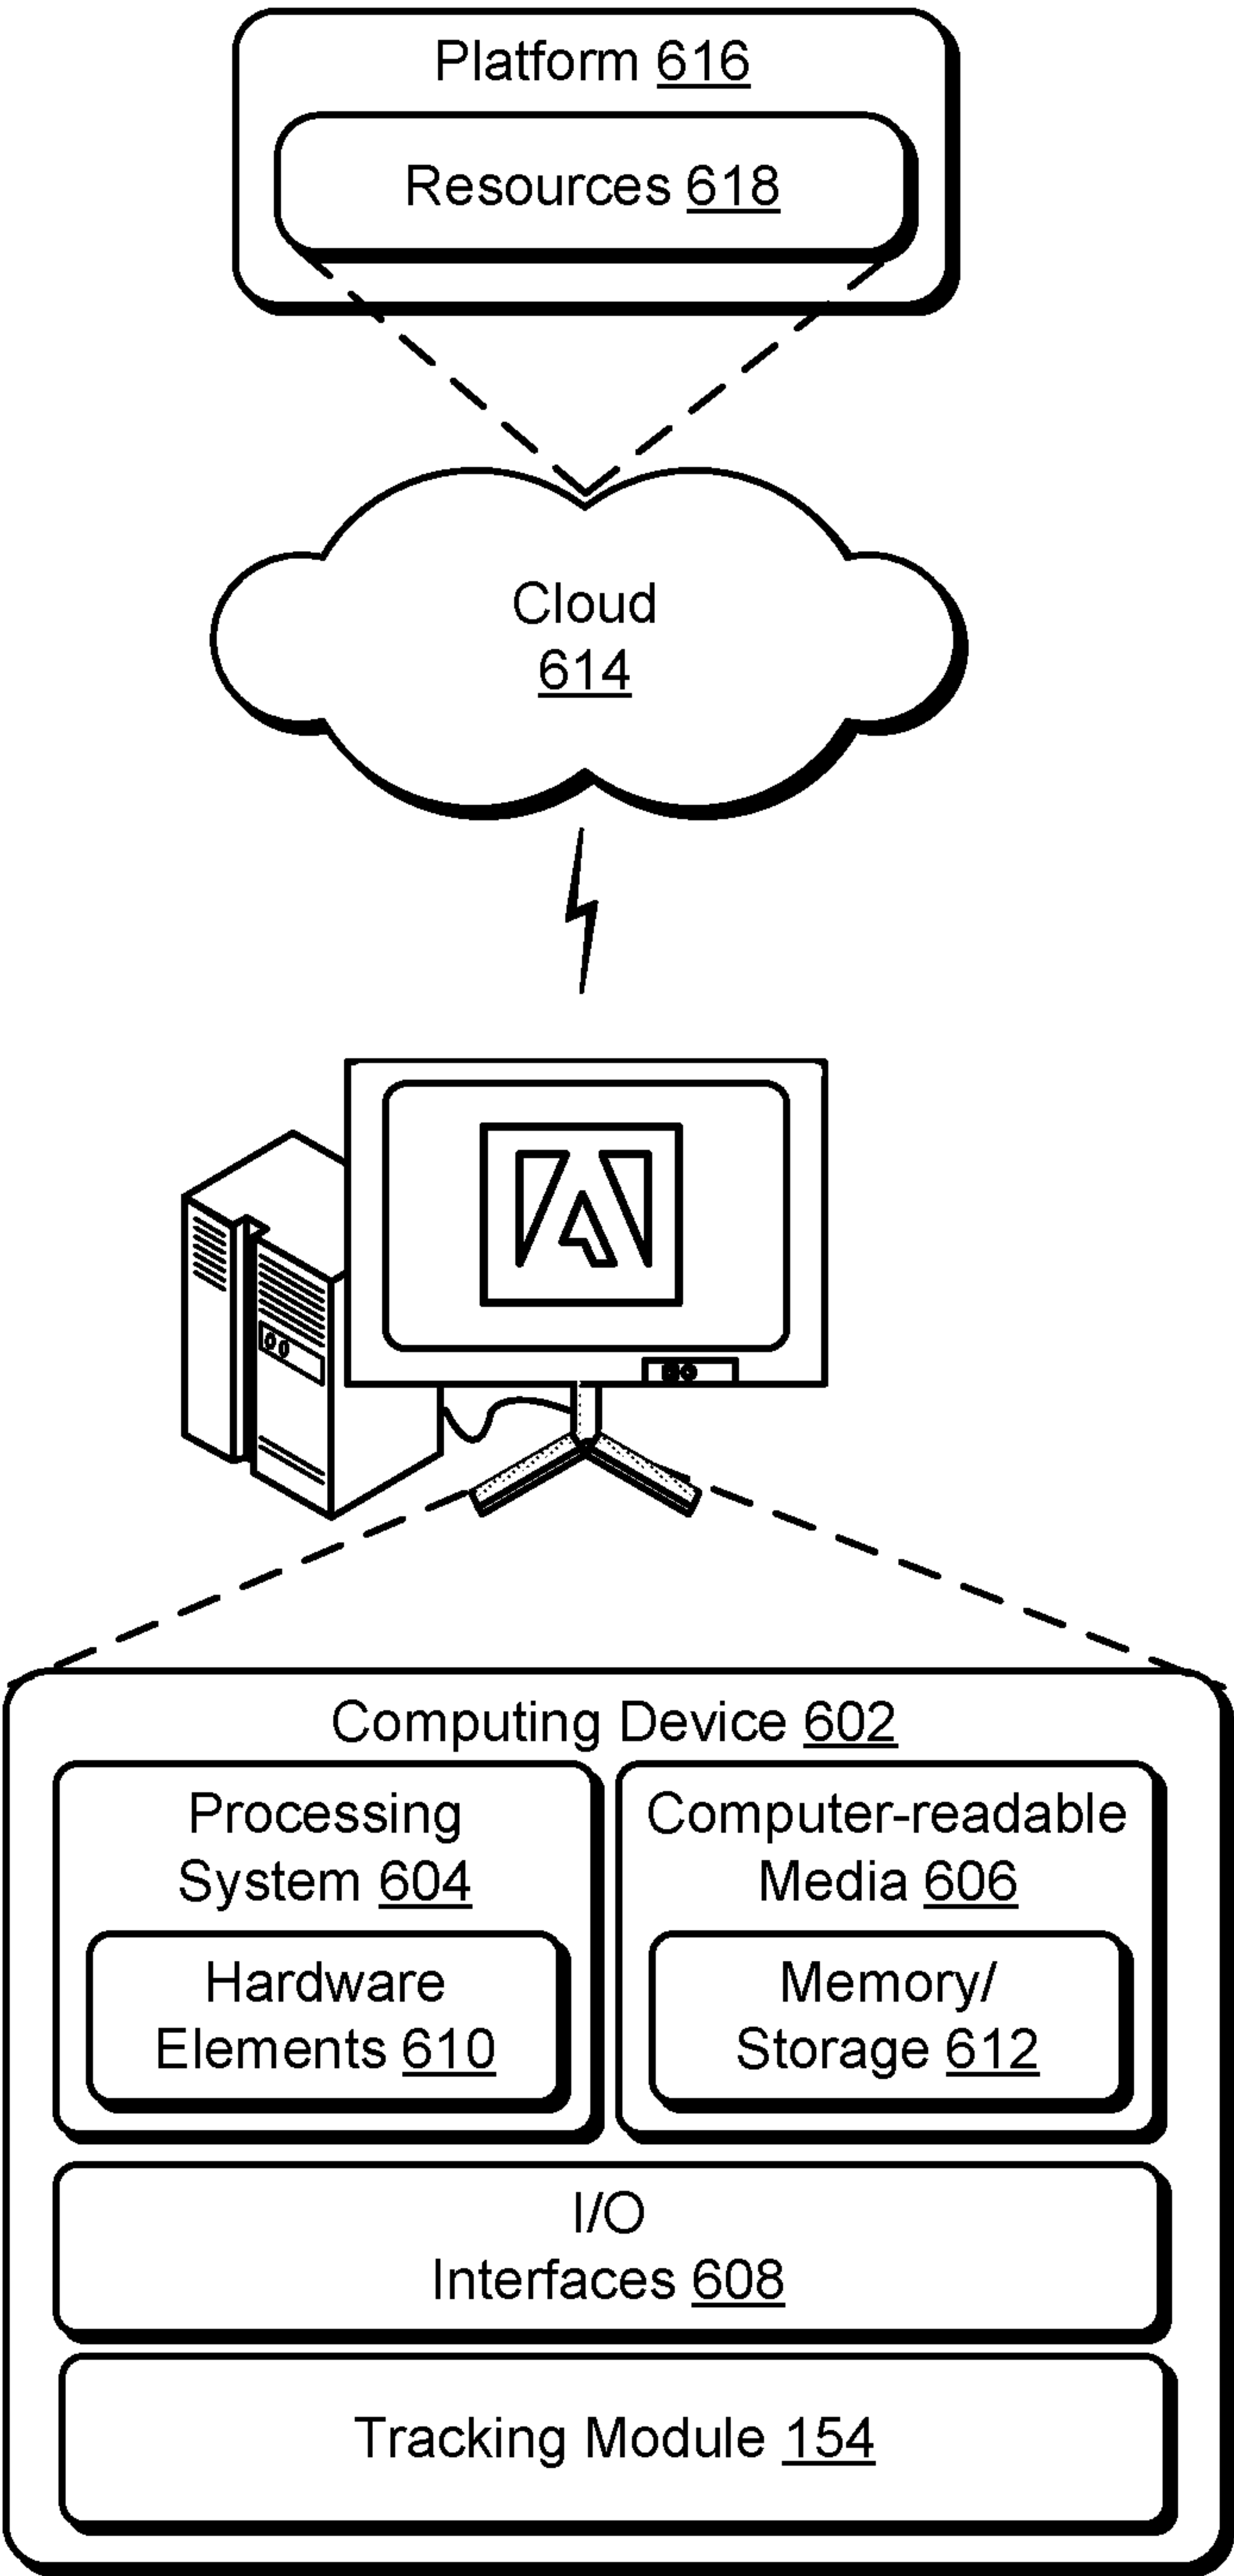 Platform 616
Resources 618
Cloud
614
Computing Device 602
Processing
System 604
Hardware
Elements 610
Computer-readable
Media 606
Memory/
Storage 612
I/O
Interfaces 608
Tracking Module 154